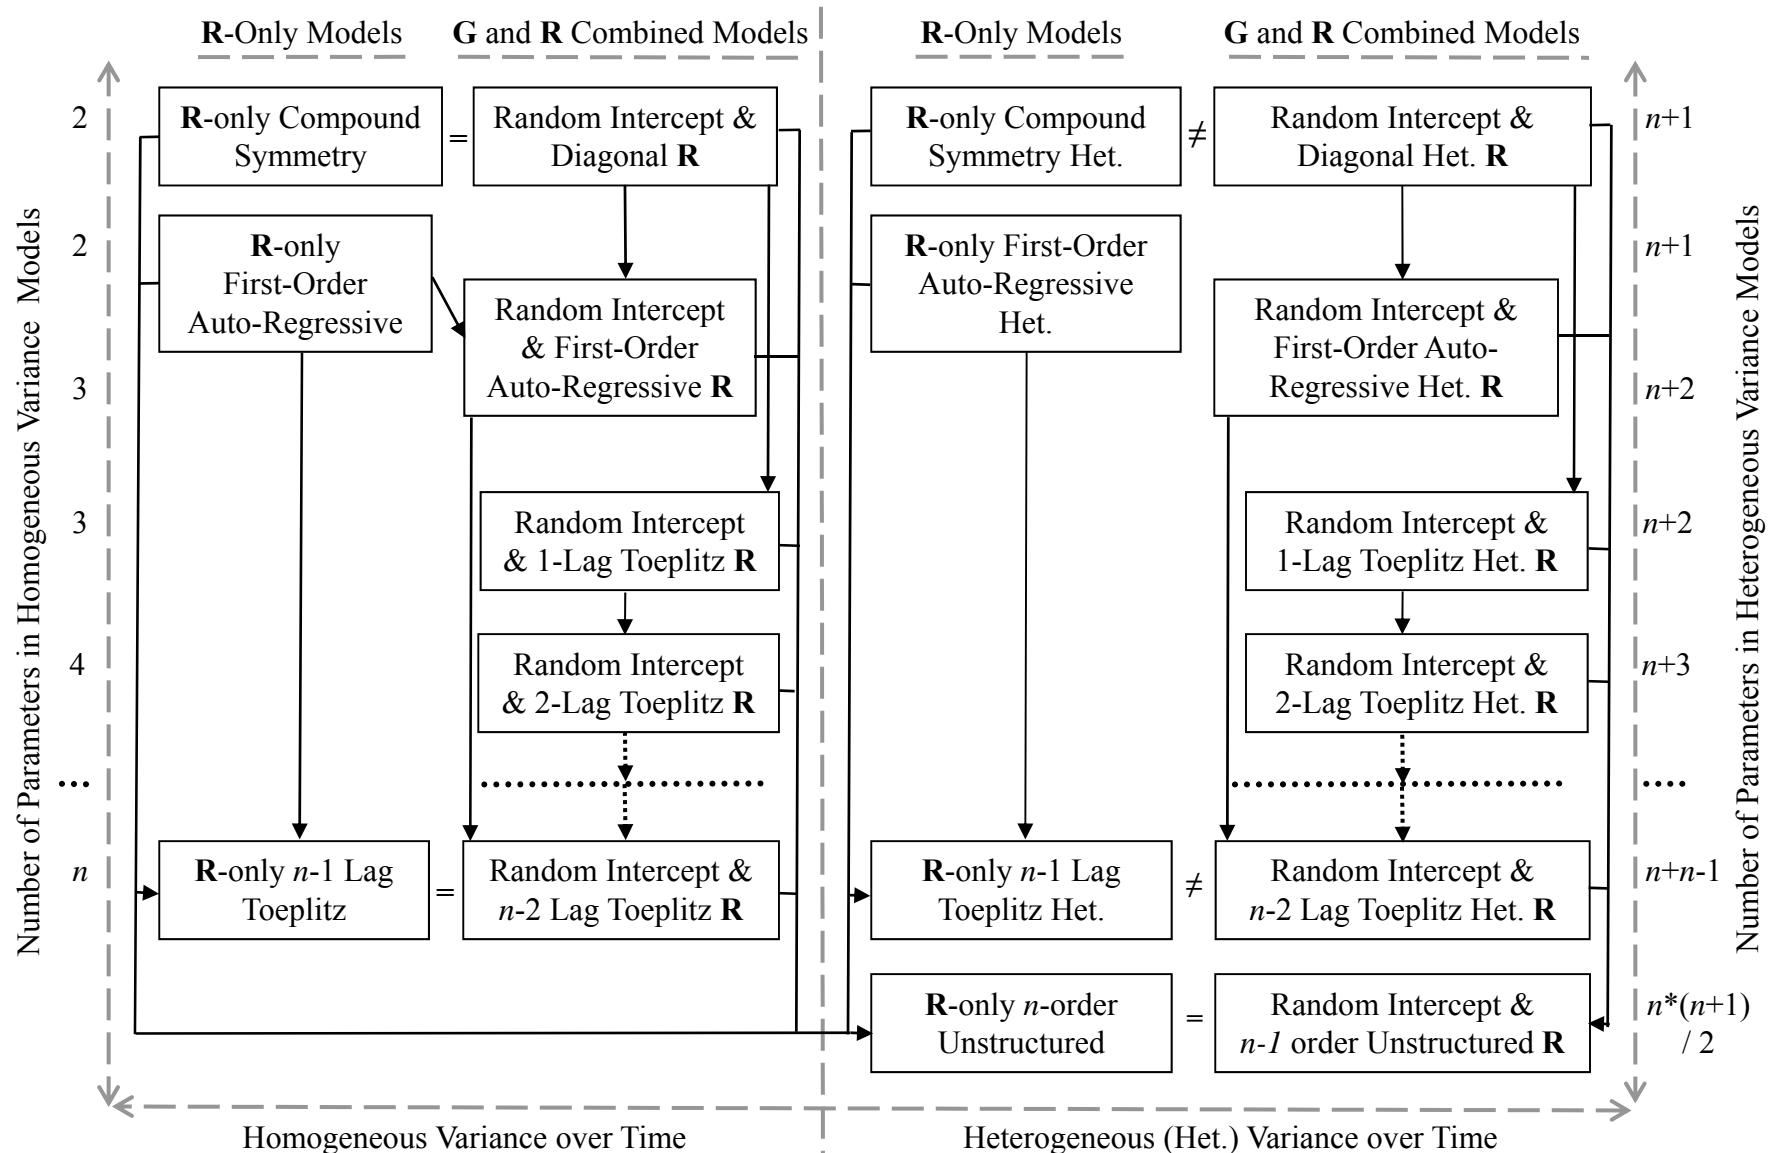 R-Only Models
G and R Combined Models
R-Only Models
G and R Combined Models
Number of Parameters in Homogeneous Variance Models
2
R-only Compound
Symmetry
=
Random Intercept &
Diagonal R
R-only Compound
Symmetry Het.
≠
Random Intercept &
Diagonal Het. R
n+1
2
R-only
First-Order
Auto-Regressive
R-only First-Order
Auto-Regressive
Het.
n+1
3
Random Intercept
& First-Order
Auto-Regressive R
Random Intercept &
First-Order Auto-
Regressive Het. R
n+2
3
Random Intercept
& 1-Lag Toeplitz R
Random Intercept &
1-Lag Toeplitz Het. R
n+2
4
Random Intercept
& 2-Lag Toeplitz R
Random Intercept &
2-Lag Toeplitz Het. R
n+3
n
R-only n-1 Lag
Toeplitz
=
Random Intercept &
n-2 Lag Toeplitz R
R-only n-1 Lag
Toeplitz Het.
≠
Random Intercept &
n-2 Lag Toeplitz Het. R
n+n-1
R-only n-order
Unstructured
=
Random Intercept &
n-1 order Unstructured R
n*(n+1)
/ 2
Number of Parameters in Heterogeneous Variance Models
Homogeneous Variance over Time
Heterogeneous (Het.) Variance over Time